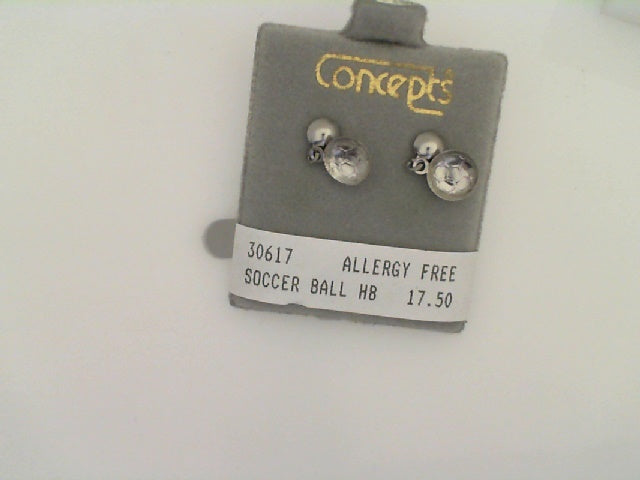 Concepts
30617 ALLERGY FREE
SOCCER BALL HB 17.50